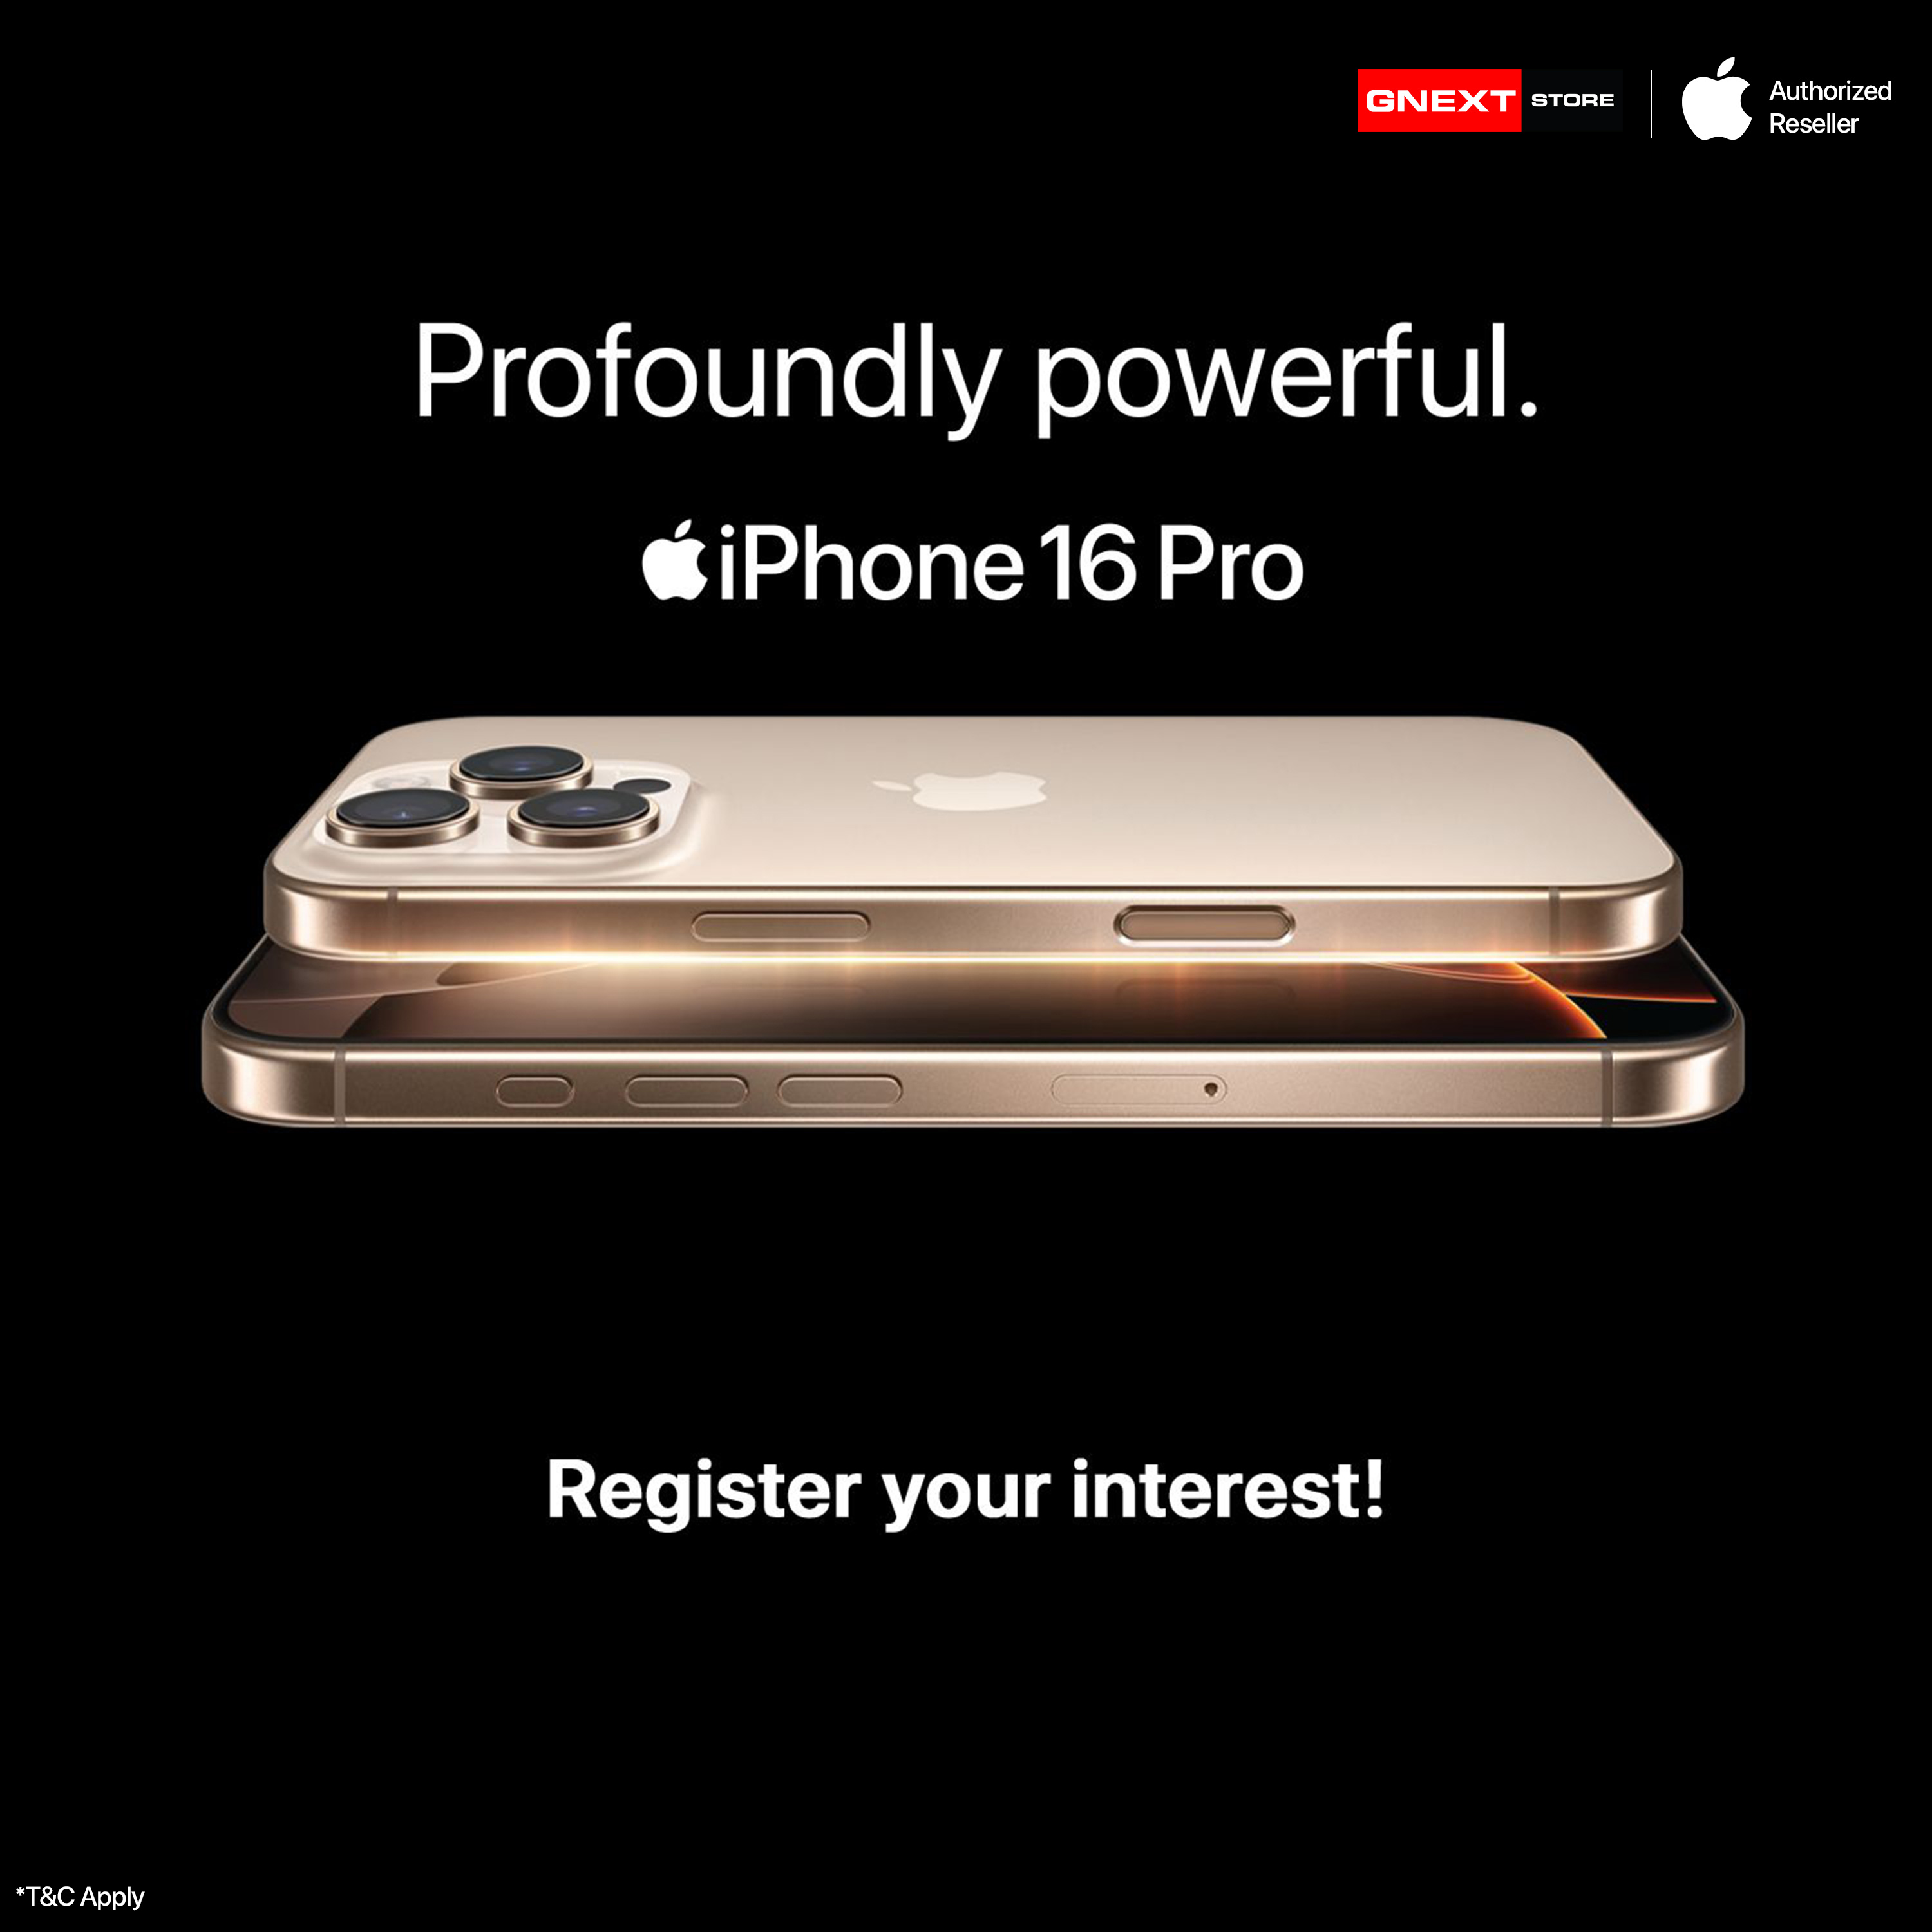 GNEXT STORE
Authorized
Reseller
Profoundly powerful.
iPhone 16 Pro
Register your interest!
*T&C Apply